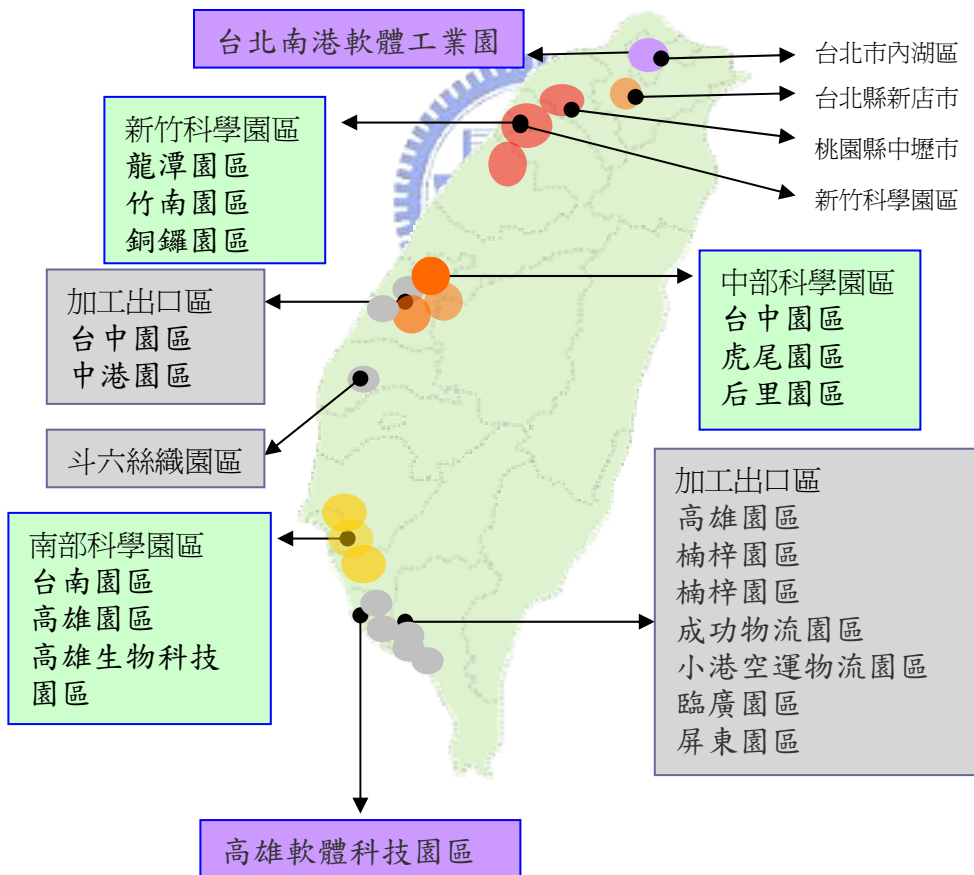 台北南港軟體工業園
台北市內湖區
台北縣新店市
桃園縣中壢市
新竹科學園區
新竹科學園區
龍潭園區
竹南園區
銅鑼園區
加工出口區
台中園區
中港園區
中部科學園區
台中園區
虎尾園區
后里園區
斗六絲織園區
加工出口區
高雄園區
楠梓園區
楠梓園區
成功物流園區
小港空運物流園區
臨廣園區
屏東園區
南部科學園區
台南園區
高雄園區
高雄生物科技
園區
高雄軟體科技園區